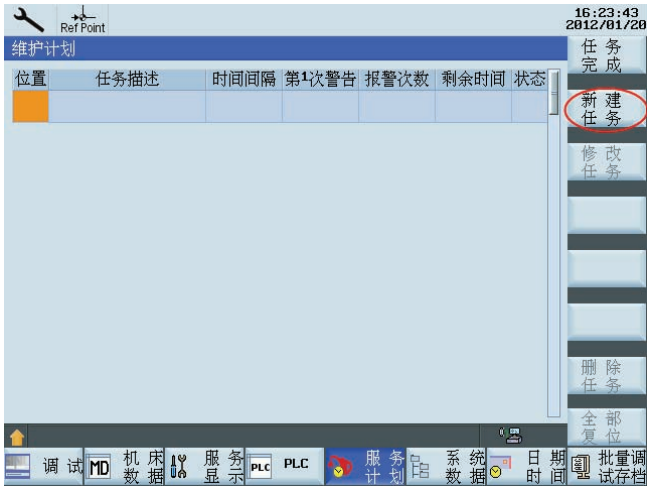 Ref Point
16:23:43
2012/01/20
维护计划
位置 任务描述 时间间隔 第1次警告 报警次数 剩余时间 状态
任务
完成
新建
任务
修改
任务
删除
任务
全部
复位
调试
MD 机床
数据
服务
显示
PLC PLC
服务
计划
系统
数据
日期
时间
批量调
试存档